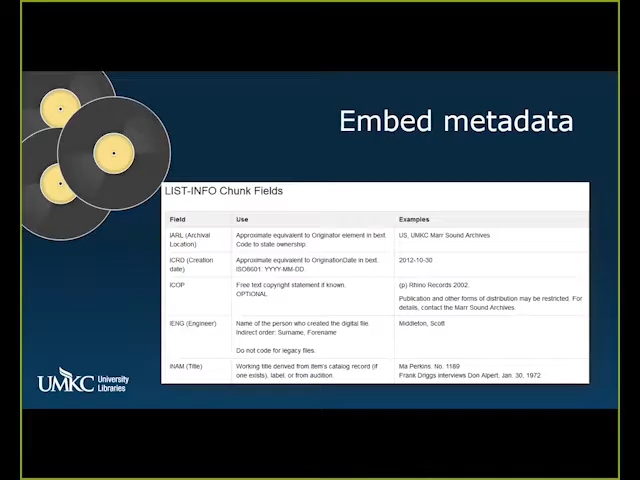 Embed metadata
LIST-INFO Chunk Fields
Field Use Examples
IARL (Archival Approximate equivalent to Originator element in bext. US, UMKC Marr Sound Archives
Location) Code to state ownership.
ICRD (Creation Approximate equivalent to OriginationDate in bext. 2012-10-30
date) ISO8601: YYYY-MM-DD
ICOP Free text copyright statement if known. (p) Rhino Records 2002.
OPTIONAL
Publication and other forms of distribution may be restricted. For
details, contact the Marr Sound Archives.
IENG (Engineer) Name of the person who created the digital file. Middleton, Scott
Indirect order: Surname, Forename
Do not code for legacy files.
INAM (Title) Working title derived from item's catalog record (if Ma Perkins. No. 1189
one exists), label, or from audition. Frank Driggs interviews Don Alpert. Jan. 30, 1972
UMKC University
Libraries